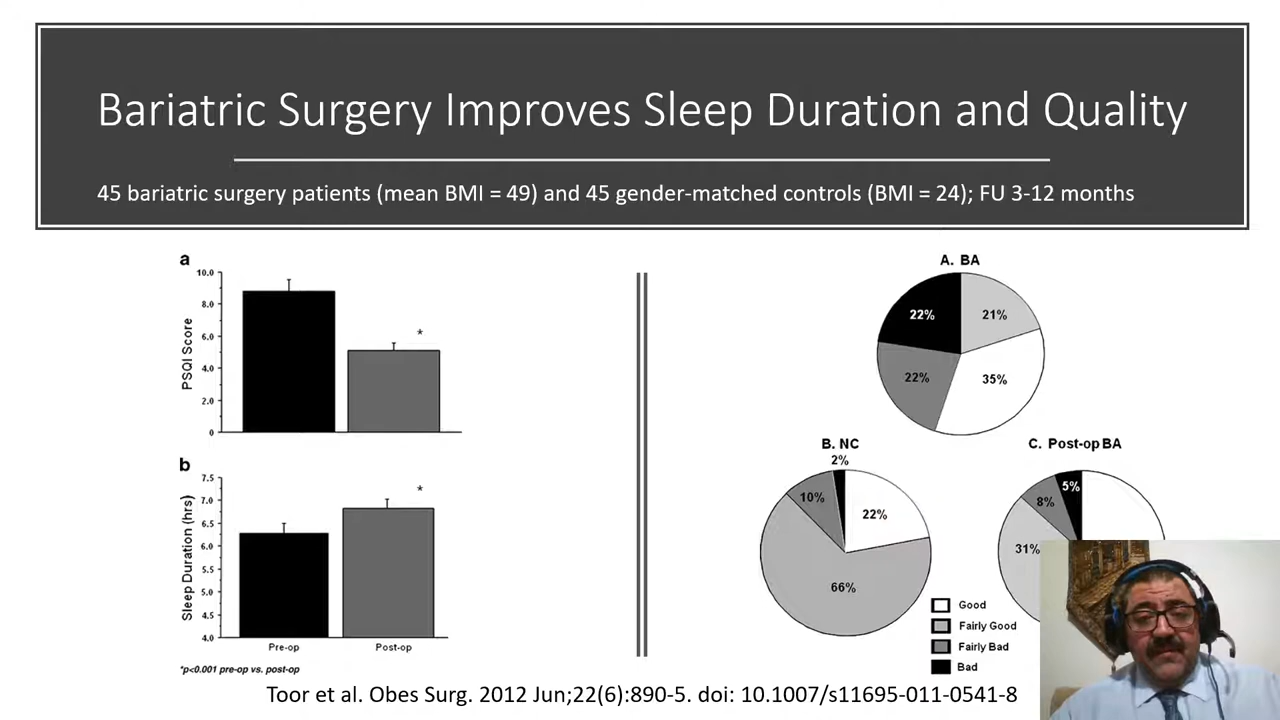 Bariatric Surgery Improves Sleep Duration and Quality
45 bariatric surgery patients (mean BMI = 49) and 45 gender-matched controls (BMI = 24); FU 3-12 months
a
10.0
8.0
6.0
4.0
2.0
0
PSQI Score
*
b
7.5
7.0
6.5
6.0
5.5
5.0
4.5
4.0
Sleep Duration (hrs)
*
Pre-op
Post-op
*p<0.001 pre-op vs. post-op
A. BA
22%
21%
22%
35%
B. NC
2%
10%
22%
66%
C. Post-op BA
5%
8%
31%
Good
Fairly Good
Fairly Bad
Bad
Toor et al. Obes Surg. 2012 Jun;22(6):890-5. doi: 10.1007/s11695-011-0541-8